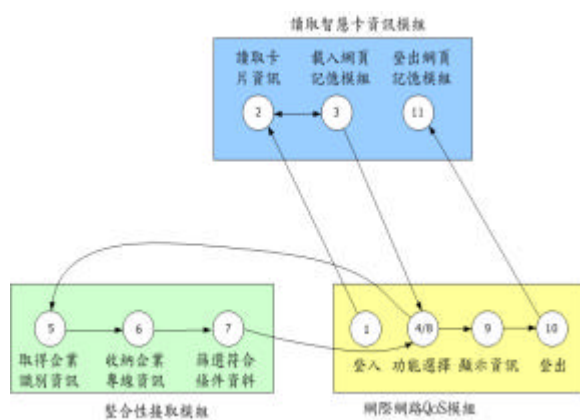 讀取智慧卡資訊模組
讀取卡 載入網頁 登出網頁
片資訊 記憶模組 記憶模組
2 3 11
5 6 7 1 4/8 9 10
取得企業 收納企業 篩選符合 登入 功能選擇 顯示資訊 登出
識別資訊 專線資訊 條件資料
整合性接取模組 網際網路QoS模組